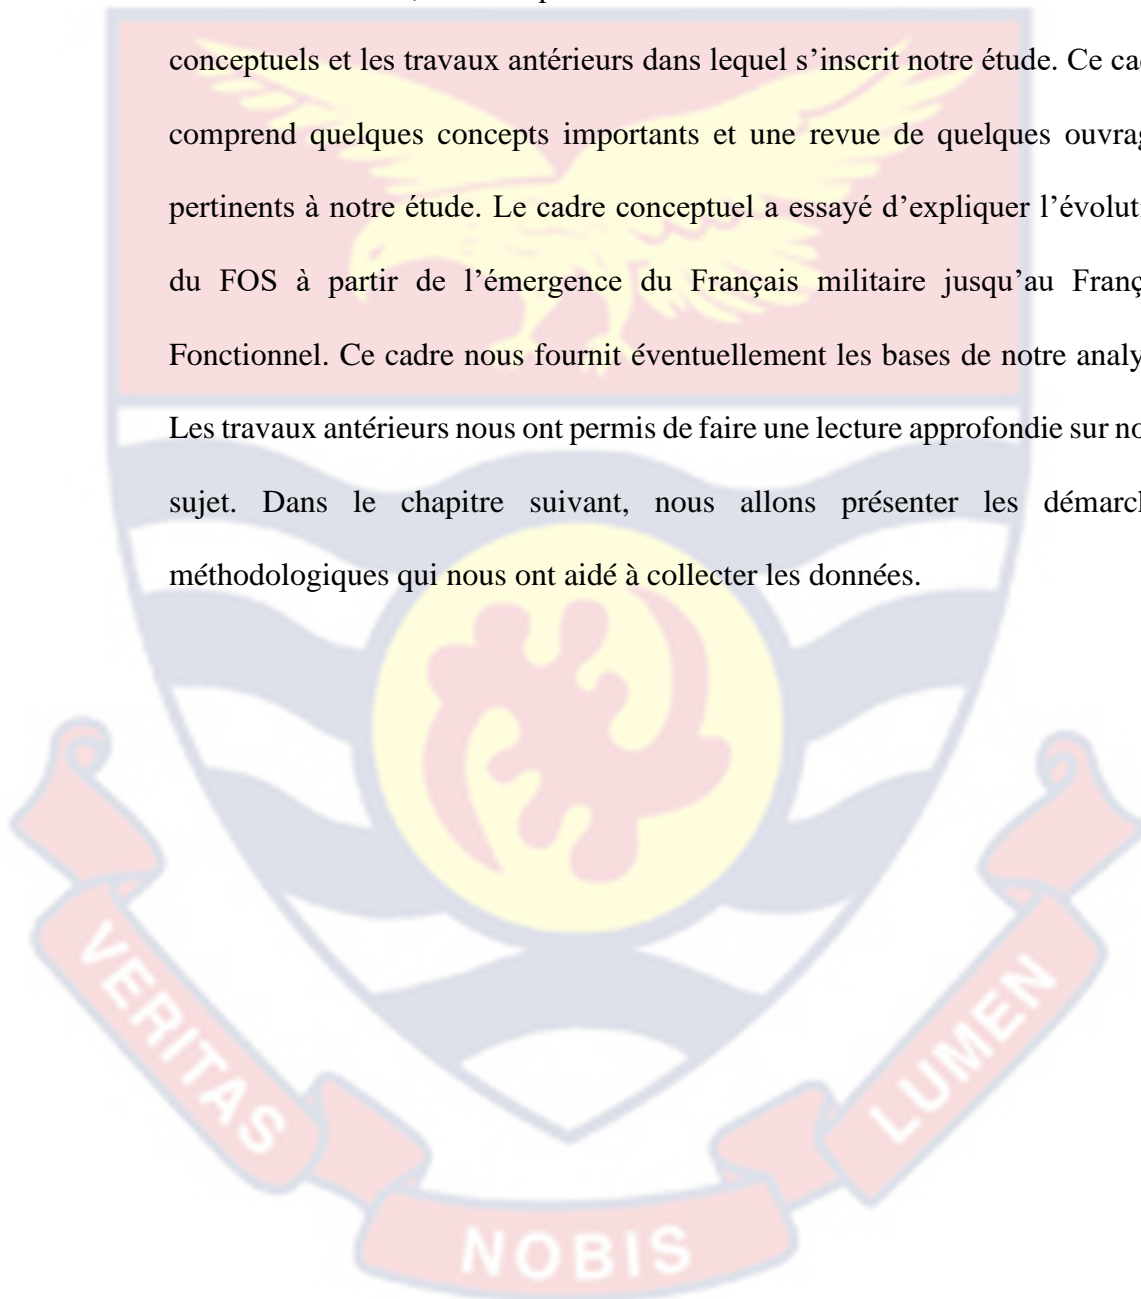 conceptuels et les travaux antérieurs dans lequel s’inscrit notre étude. Ce
comprend quelques concepts importants et une revue de quelques
pertinents à notre étude. Le cadre conceptuel a essayé d’expliquer
du FOS à partir de l’émergence du Français militaire jusqu’au
Fonctionnel. Ce cadre nous fournit éventuellement les bases de notre
Les travaux antérieurs nous ont permis de faire une lecture approfondie sur
sujet. Dans le chapitre suivant, nous allons présenter les
méthodologiques qui nous ont aidé à collecter les données.
VERITAS
NOBIS
LUMEN